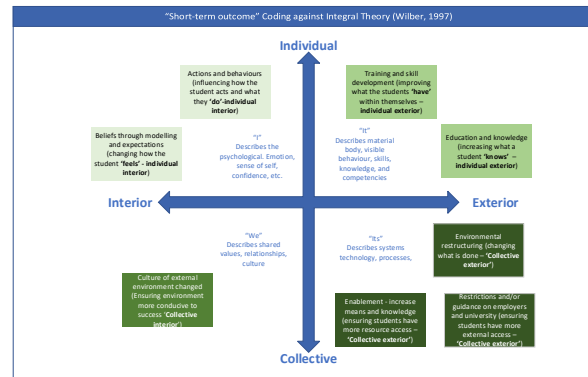 "Short-term outcome" Coding against Integral Theory (Wilber, 1997)
Individual
Actions and behaviours
(influencing how the
student acts and what
they 'do'-individual
interior)
Training and skill
development (improving
what the students 'have'
within themselves –
individual exterior)
Beliefs through modelling
and expectations
(changing how the
student 'feels' - individual
interior)
"I"
Describes the
psychological. Emotion,
sense of self,
confidence, etc.
"It"
Describes material
body, visible
behaviour, skills,
knowledge, and
competencies
Education and knowledge
(increasing what a
student 'knows' –
individual exterior)
Interior
Exterior
"We"
Describes shared
values, relationships,
culture
"Its"
Describes systems
technology, processes,
Environmental
restructuring (changing
what is done – 'Collective
exterior')
Culture of external
environment changed
(Ensuring environment
more conducive to
success 'Collective
interior')
Enablement - increase
means and knowledge
(ensuring students have
more resource access –
'Collective exterior')
Restrictions and/or
guidance on employers
and university (ensuring
students have more
external access –
'Collective exterior')
Collective